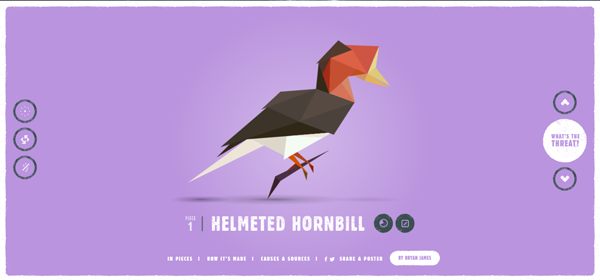 WHAT'S THE
THREAT!
PIECE
1
HELMETED HORNBILL
IN PIECES
HOW IT'S MADE
CAUSES & SOURCES
SHARE & POSTER
BY BRYAN JAMES